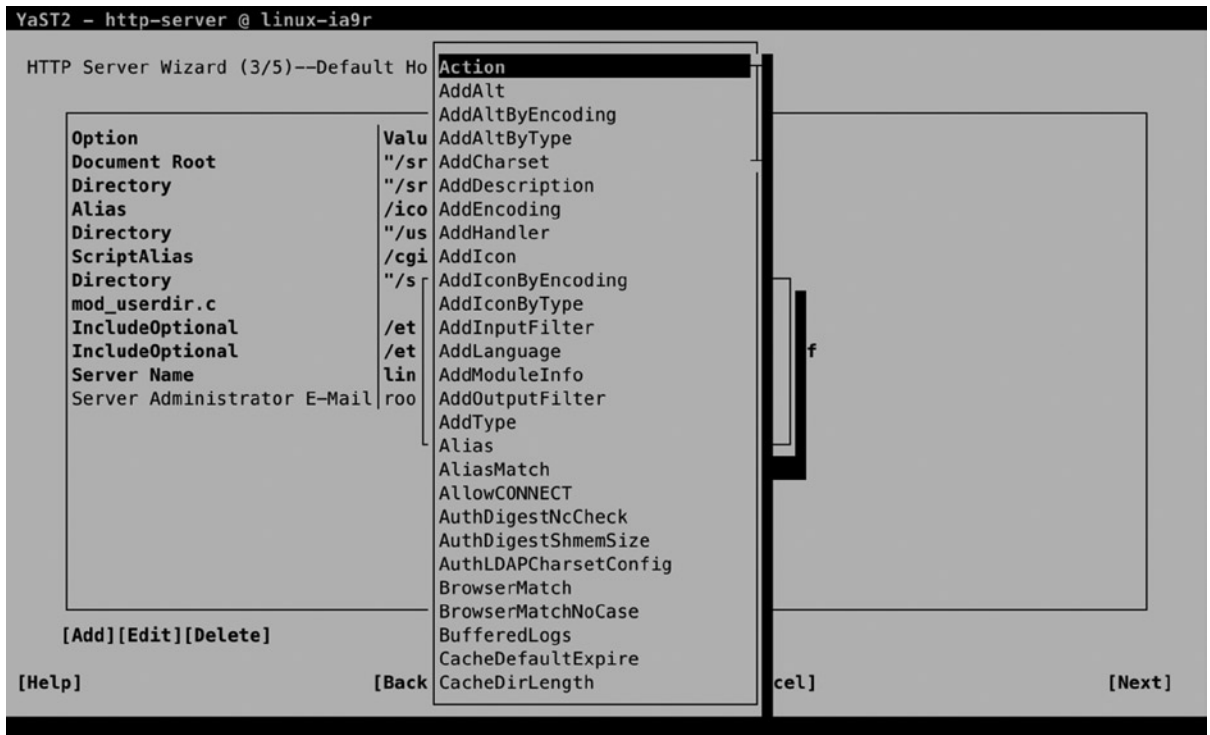 YaST2 - http-server @ linux-ia9r
HTTP Server Wizard (3/5)--Default Ho
Action
AddAlt
AddAltByEncoding
Option Valu AddAltByType
Document Root "/sr AddCharset
Directory "/sr AddDescription
Alias /ico AddEncoding
Directory "/us AddHandler
ScriptAlias /cgi AddIcon
Directory "/s AddIconByEncoding
mod_userdir.c AddIconByType
IncludeOptional /et AddInputFilter
IncludeOptional /et AddLanguage f
Server Name lin AddModuleInfo
Server Administrator E-Mail roo AddOutputFilter
AddType
Alias
AliasMatch
AllowCONNECT
AuthDigestNcCheck
AuthDigestShmemSize
AuthLDAPCharsetConfig
BrowserMatch
BrowserMatchNoCase
[Add][Edit][Delete] BufferedLogs
CacheDefaultExpire
[Help] [Back CacheDirLength cel] [Next]